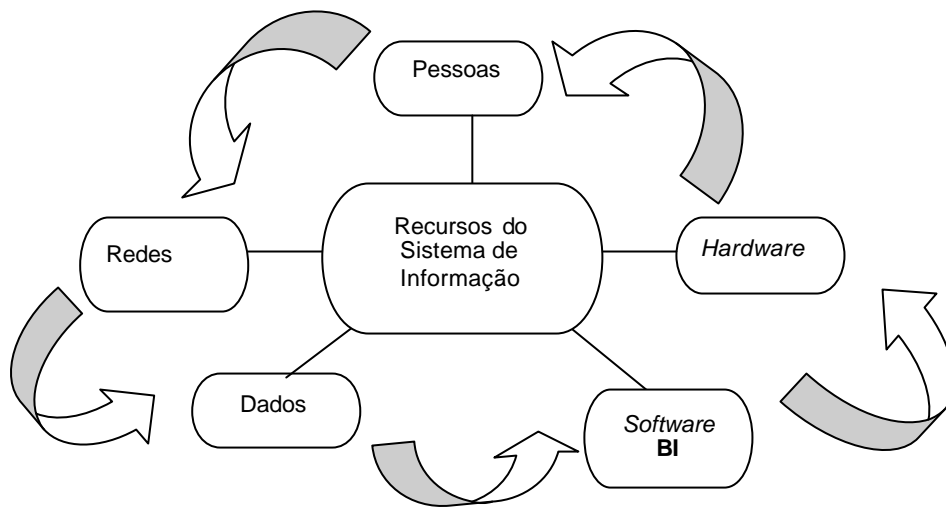 Pessoas
Redes
Recursos do
Sistema de
Informação
Hardware
Dados
Software
BI